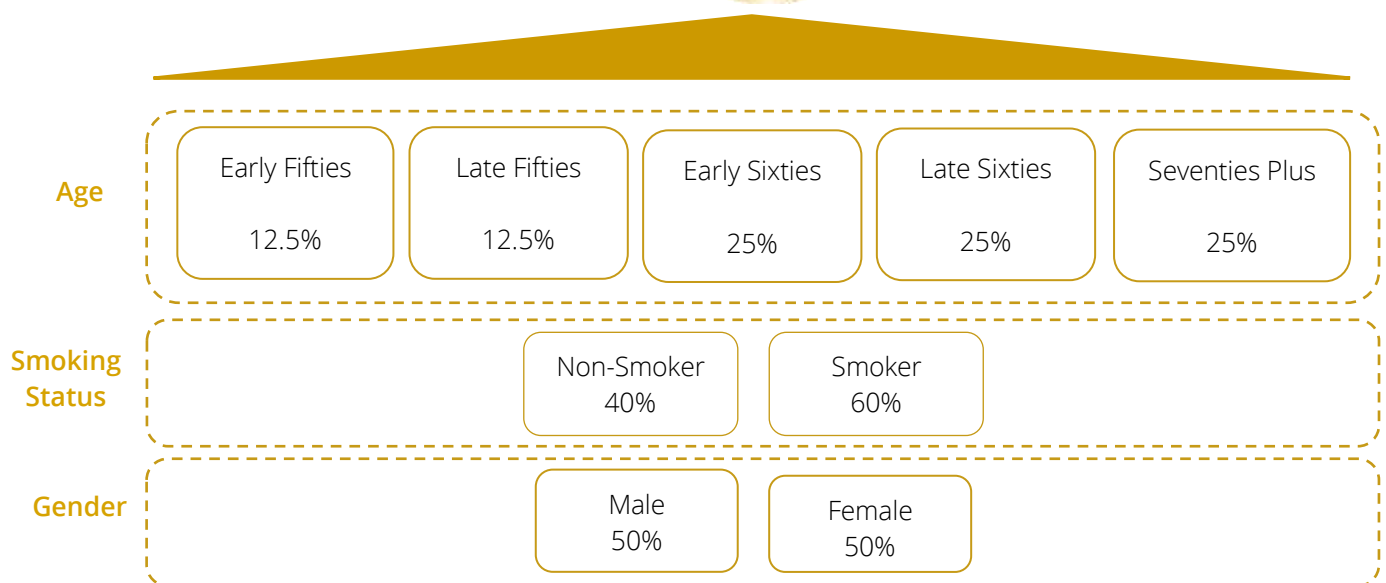 Age
Early Fifties
12.5%
Late Fifties
12.5%
Early Sixties
25%
Late Sixties
25%
Seventies Plus
25%
Smoking
Status
Non-Smoker
40%
Smoker
60%
Gender
Male
50%
Female
50%